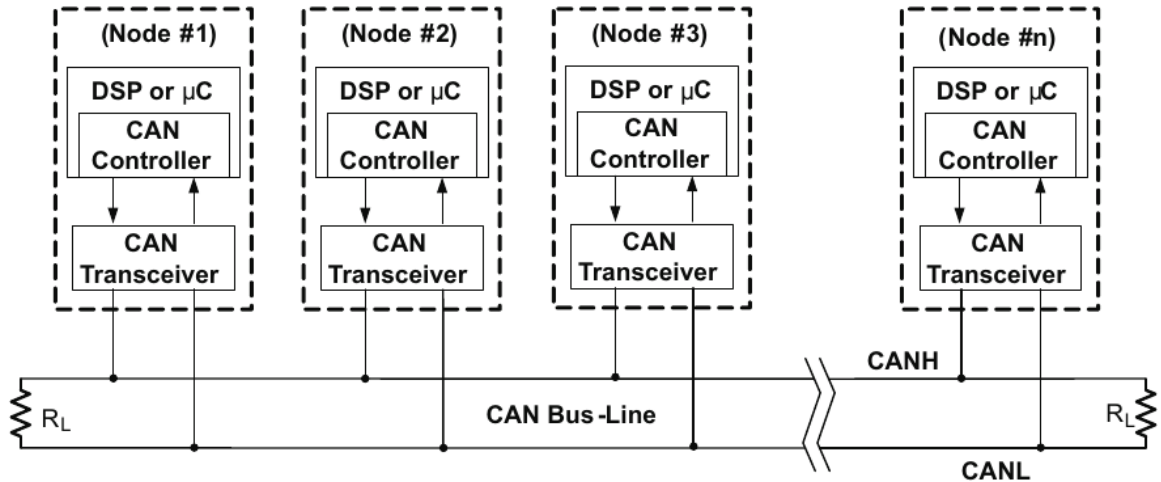 (Node #1)
DSP or µC
CAN
Controller
CAN
Transceiver
(Node #2)
DSP or µC
CAN
Controller
CAN
Transceiver
(Node #3)
DSP or µC
CAN
Controller
CAN
Transceiver
(Node #n)
DSP or µC
CAN
Controller
CAN
Transceiver
CANH
RL
CAN Bus-Line
RL
CANL